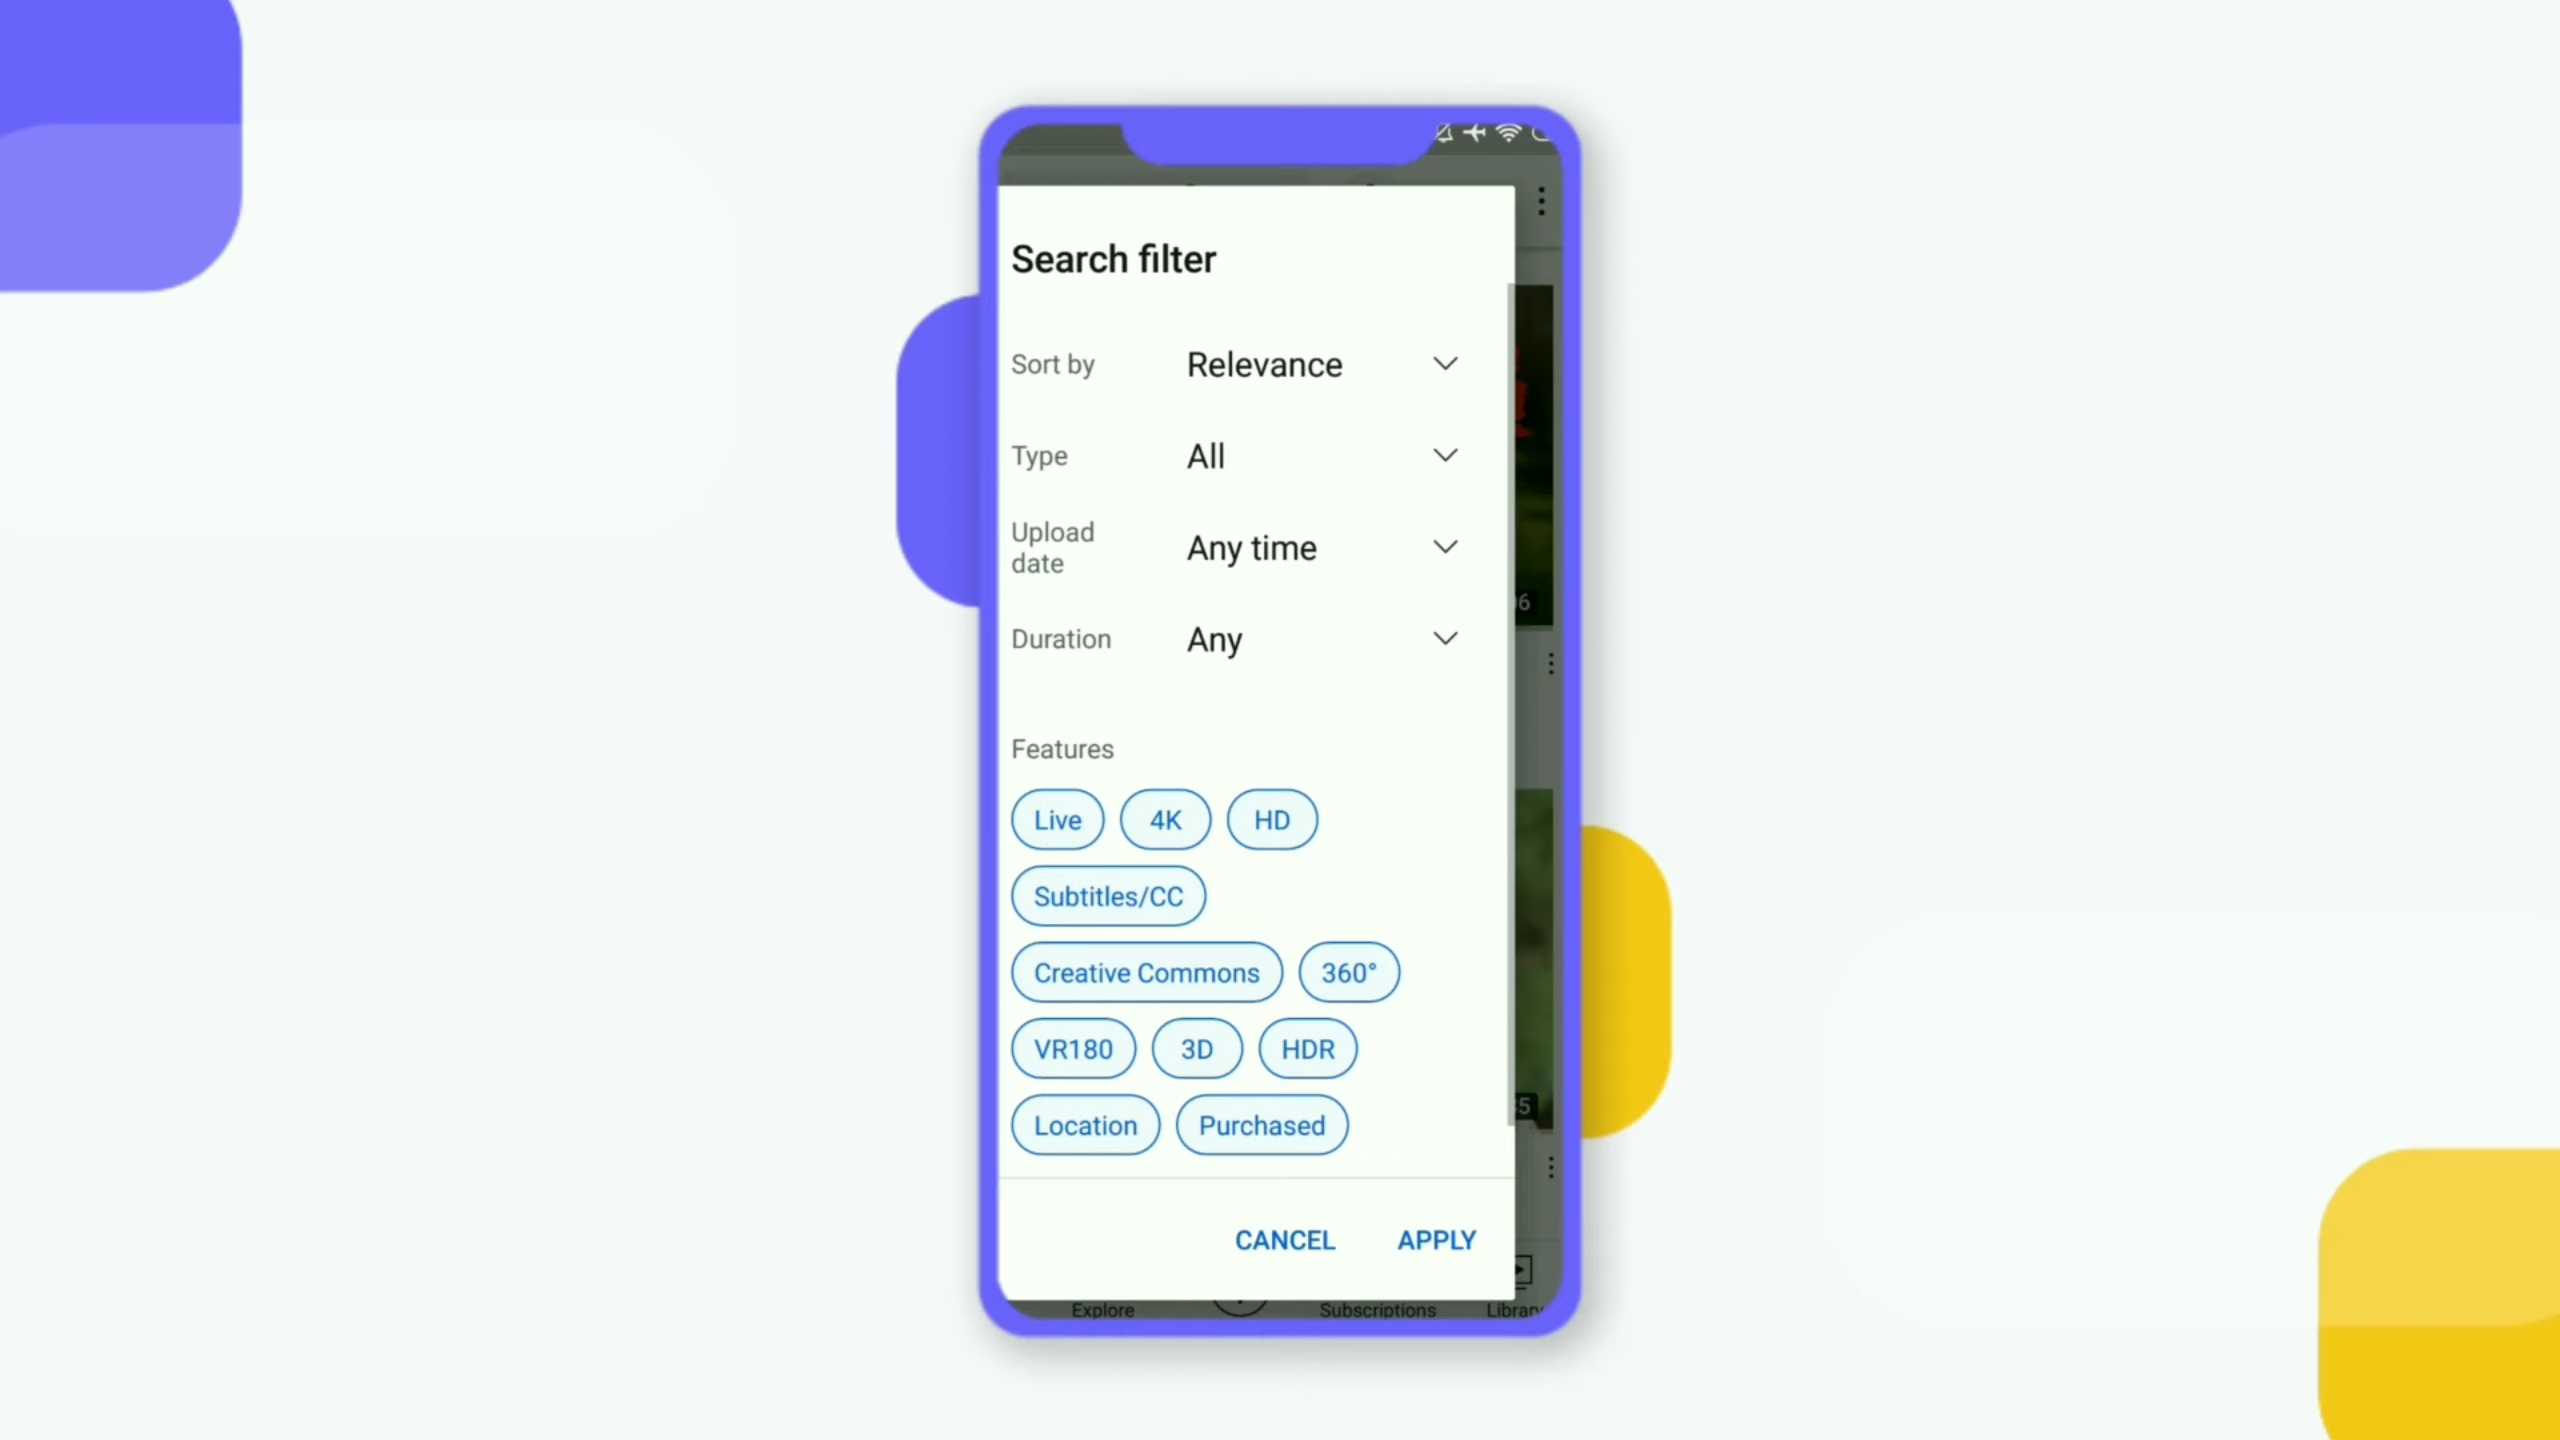 Search filter
Sort by Relevance
Type All
Upload date Any time
Duration Any
Features
Live 4K HD
Subtitles/CC
Creative Commons 360°
VR180 3D HDR
Location Purchased
CANCEL APPLY
Explore Subscriptions Library